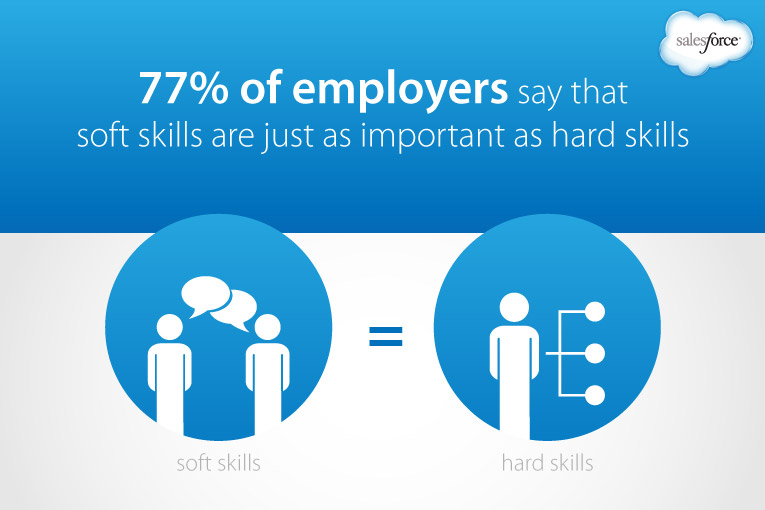 salesforce
77% of employers say that
soft skills are just as important as hard skills
=
soft skills
hard skills